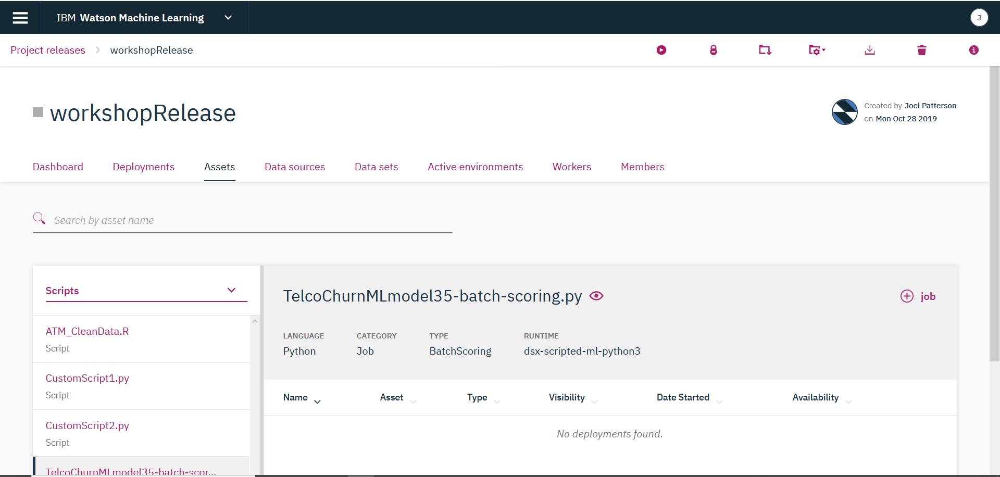 IBM Watson Machine Learning
J
Project releases > workshopRelease
workshopRelease
Created by Joel Patterson
on Mon Oct 28 2019
Dashboard Deployments Assets Data sources Data sets Active environments Workers Members
Search by asset name
Scripts
ATM_CleanData.R
Script
CustomScript1.py
Script
CustomScript2.py
Script
TelcoChurnMLmodel35-batch-scor...
TelcoChurnMLmodel35-batch-scoring.py
job
LANGUAGE CATEGORY TYPE RUNTIME
Python Job BatchScoring dsx-scripted-ml-python3
Name Asset Type Visibility Date Started Availability
No deployments found.